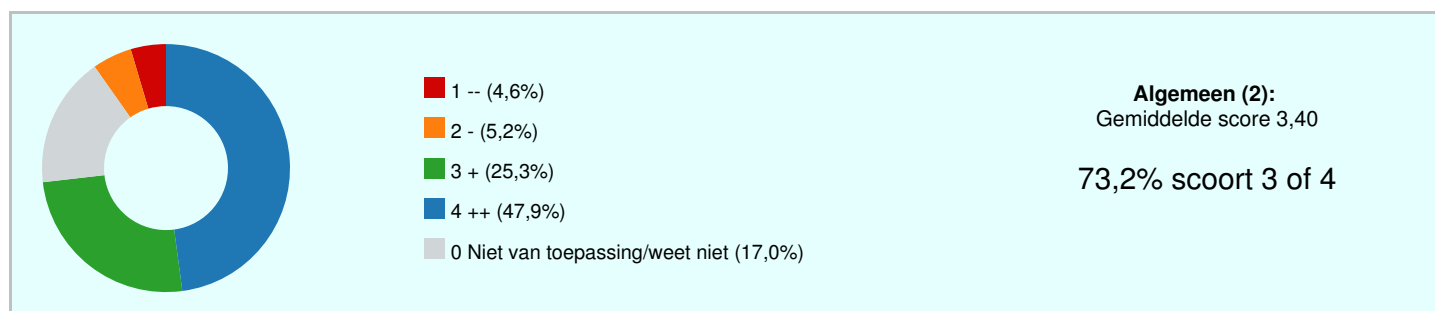 1 -- (4,6%)
2 - (5,2%)
3 + (25,3%)
4 ++ (47,9%)
0 Niet van toepassing/weet niet (17,0%)
Algemeen (2):
Gemiddelde score 3,40
73,2% scoort 3 of 4